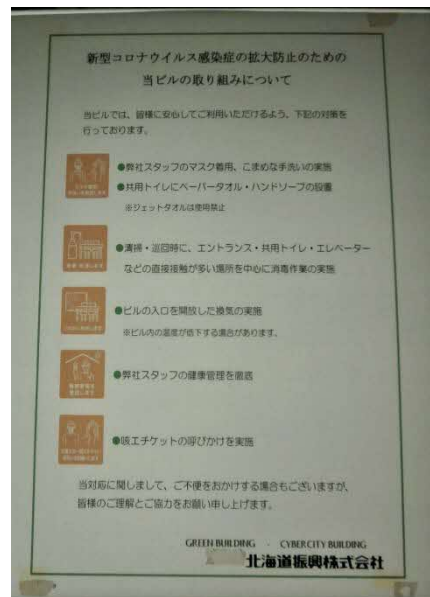 新型コロナウイルス感染症の拡大防止のための
当ビルの取り組みについて
当ビルでは、皆様に安心してご利用いただけるよう、下記の対策を
行っております。
●弊社スタッフのマスク着用、こまめな手洗いの実施
●共用トイレにペーパータオル・ハンドソープの設置
※ジェットタオルは使用禁止
●清掃・巡回時に、エントランス・共用トイレ・エレベーター
などの直接接触が多い場所を中心に消毒作業の実施
●ビルの入口を開放した換気の実施
※ビル内の温度が低下する場合があります。
●弊社スタッフの健康管理を徹底
●咳エチケットの呼びかけを実施
当対応に関しまして、ご不便をおかけする場合もございますが、
皆様のご理解とご協力をお願い申し上げます。
GREEN BUILDING ・ CYBERCITY BUILDING
北海道振興株式会社